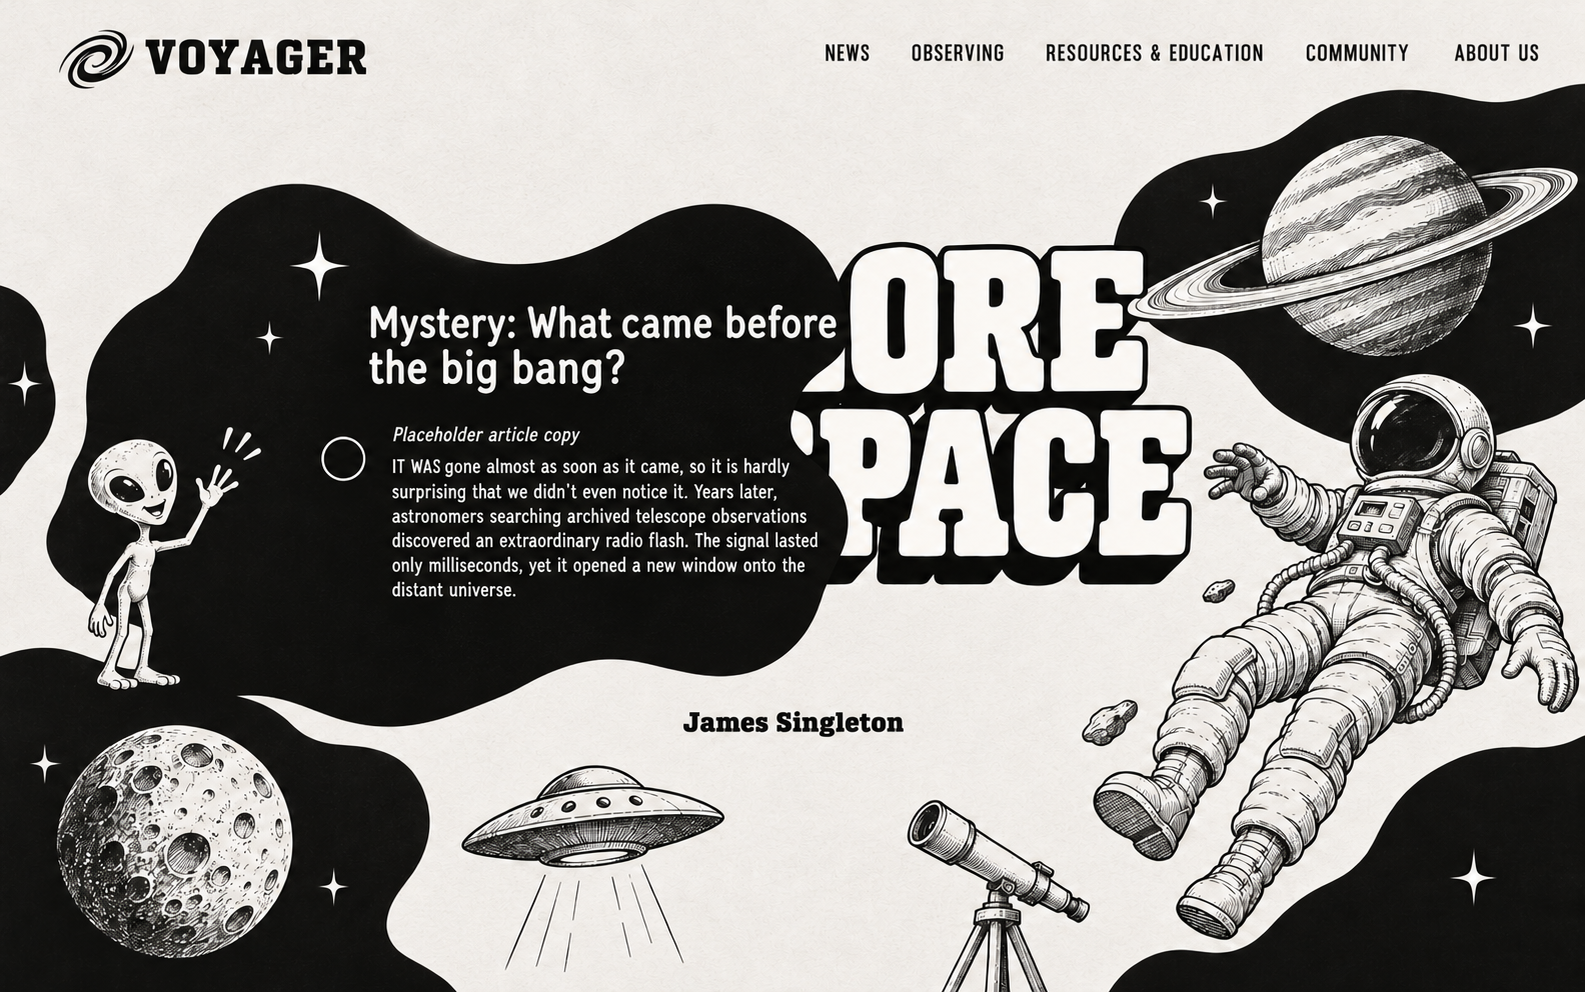 VOYAGER
NEWS OBSERVING RESOURCES & EDUCATION COMMUNITY ABOUT US
Mystery: What came before
the big bang?
ORE
PACE
Placeholder article copy
IT WAS gone almost as soon as it came, so it is hardly
surprising that we didn't even notice it. Years later,
astronomers searching archived telescope observations
discovered an extraordinary radio flash. The signal lasted
only milliseconds, yet it opened a new window onto the
distant universe.
James Singleton